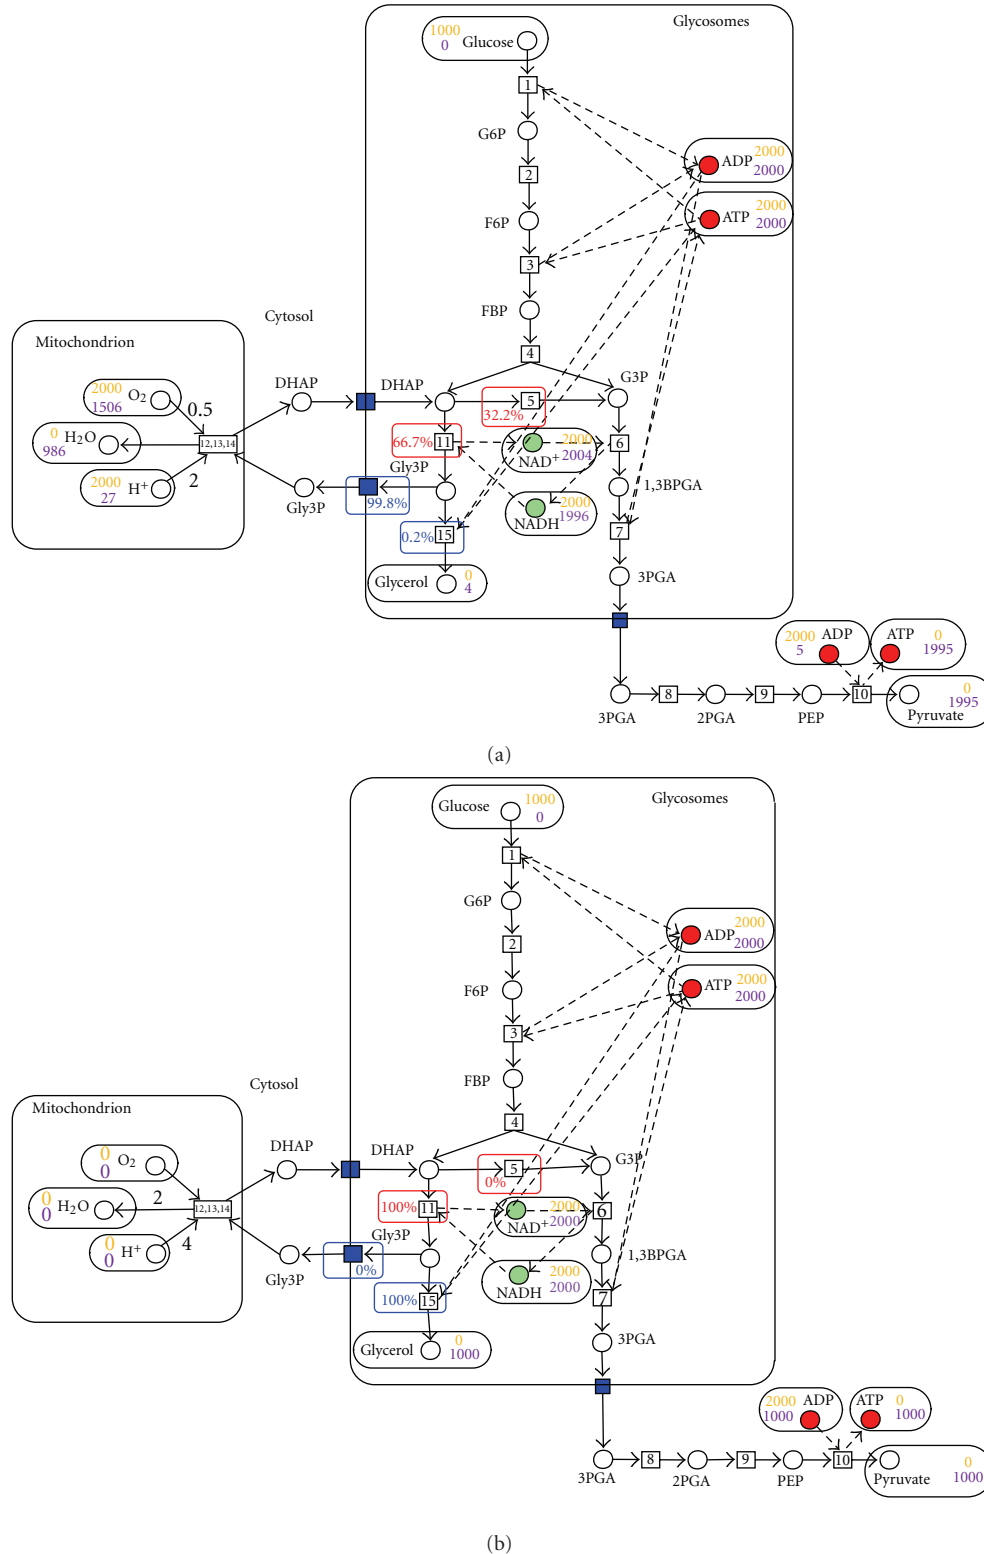 Glycosomes
1000
0
Glucose
1
G6P
ADP
2000
2000
2
ATP
2000
2000
F6P
3
FBP
Cytosol
Mitochondrion
4
DHAP
DHAP
G3P
2000
1506
O2
0.5
5
32.2%
0
986
H2O
12,13,14
66.7%
11
2000
2004
NAD+
6
2000
27
H+
2
Gly3P
Gly3P
99.8%
1,3BPGA
2000
1996
NADH
0.2%
15
7
Glycerol
0
4
3PGA
2000
5
ADP
ATP
0
1995
8
9
10
0
1995
3PGA
2PGA
PEP
Pyruvate
(a)
Glycosomes
Glucose
1000
0
1
G6P
ADP
2000
2000
2
ATP
2000
2000
F6P
3
FBP
Cytosol
Mitochondrion
4
DHAP
DHAP
G3P
0
0
O2
5
0%
0
0
H2O
2
12,13,14
100%
11
2000
2000
NAD+
6
0
0
H+
4
Gly3P
Gly3P
0%
1,3BPGA
2000
2000
NADH
100%
15
7
Glycerol
0
1000
3PGA
2000
1000
ADP
ATP
0
1000
8
9
10
0
1000
3PGA
2PGA
PEP
Pyruvate
(b)